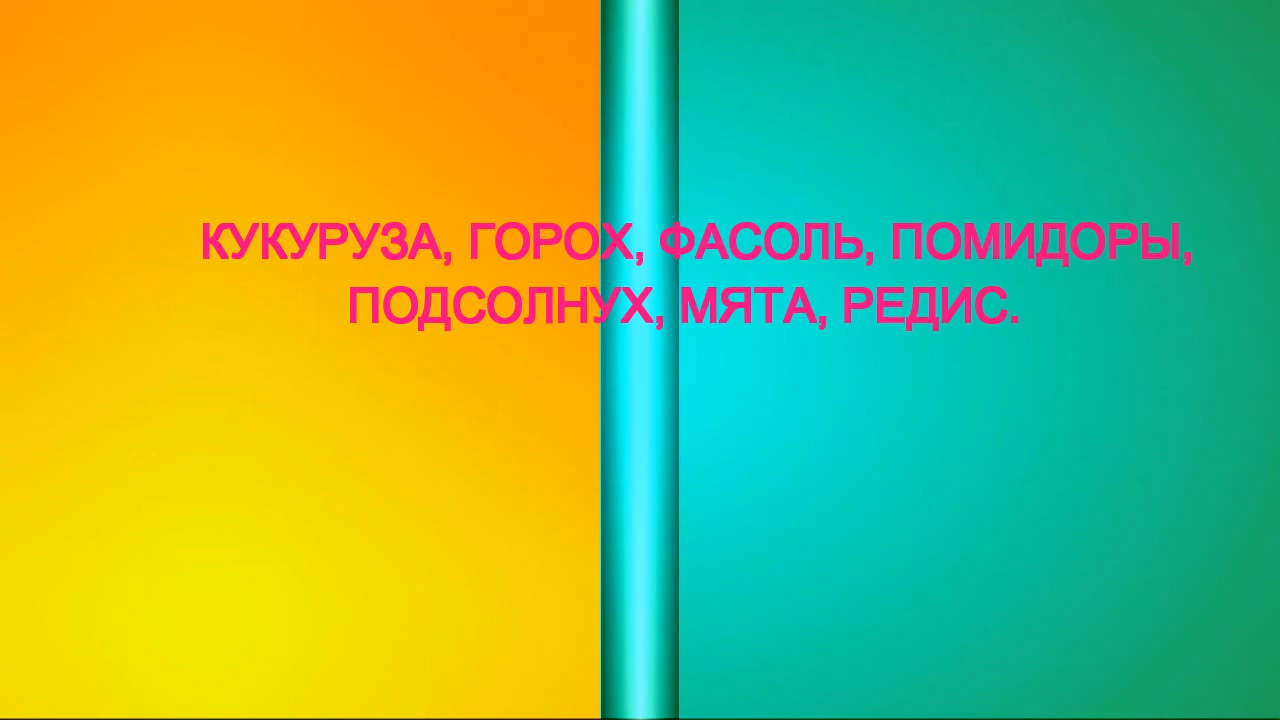 КУКУРУЗА, ГОРОХ, ФАСОЛЬ, ПОМИДОРЫ,
ПОДСОЛНУХ, МЯТА, РЕДИС.